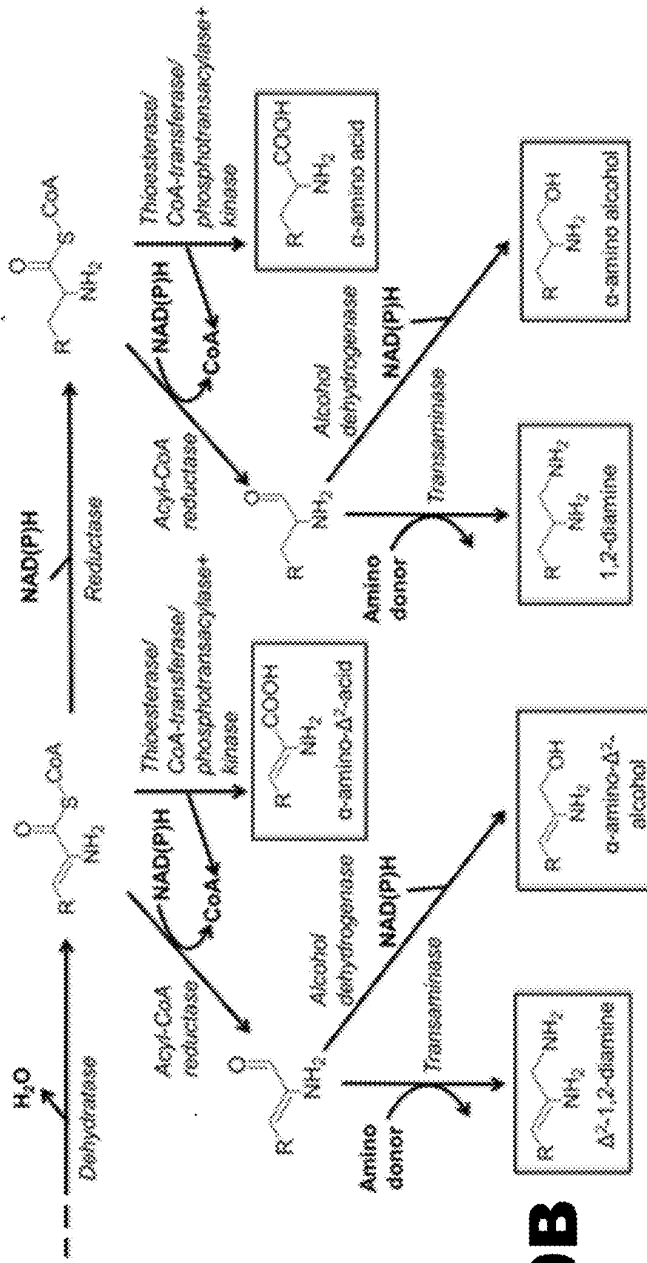 H₂O
Dehydratase
R
O
S
CoA
NH₂
NAD(P)H
Reductase
R
O
S
CoA
NH₂
Acyl-CoA
reductase
NAD(P)H
CoA
Thioesterase/
CoA-transferase/
phosphotransacylase+
kinase
Acyl-CoA
reductase
NAD(P)H
CoA
Thioesterase/
CoA-transferase/
phosphotransacylase+
kinase
R
O
NH₂
R
COOH
NH₂
α-amino-Δ²-acid
R
O
NH₂
R
COOH
NH₂
α-amino acid
Amino
donor
Transaminase
Alcohol
dehydrogenase
NAD(P)H
Amino
donor
Transaminase
Alcohol
dehydrogenase
NAD(P)H
R
NH₂
NH₂
Δ²-1,2-diamine
R
OH
NH₂
α-amino-Δ²-
alcohol
R
NH₂
NH₂
1,2-diamine
R
OH
NH₂
α-amino alcohol